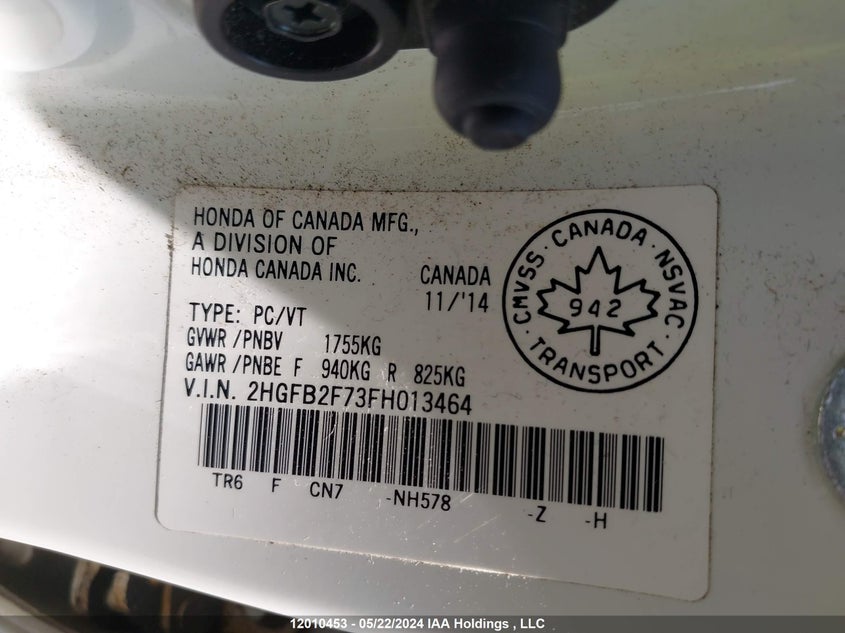 HONDA OF CANADA MFG.,
A DIVISION OF
HONDA CANADA INC.
CANADA
11/'14
TYPE: PC/VT
GVWR /PNBV 1755KG
GAWR /PNBE F 940KG R 825KG
V.I.N. 2HGFB2F73FH013464
TR6 F CN7 -NH578 -Z -H
CMVSS · CANADA · NSVAC
942
· TRANSPORT ·
12010453 - 05/22/2024 IAA Holdings , LLC